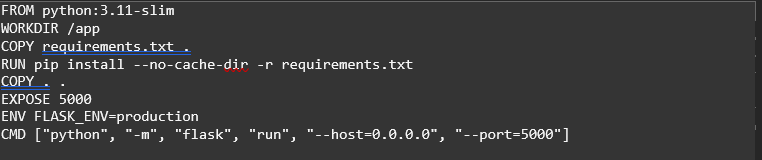 FROM python:3.11-slim
WORKDIR /app
COPY requirements.txt .
RUN pip install --no-cache-dir -r requirements.txt
COPY . .
EXPOSE 5000
ENV FLASK_ENV=production
CMD ["python", "-m", "flask", "run", "--host=0.0.0.0", "--port=5000"]